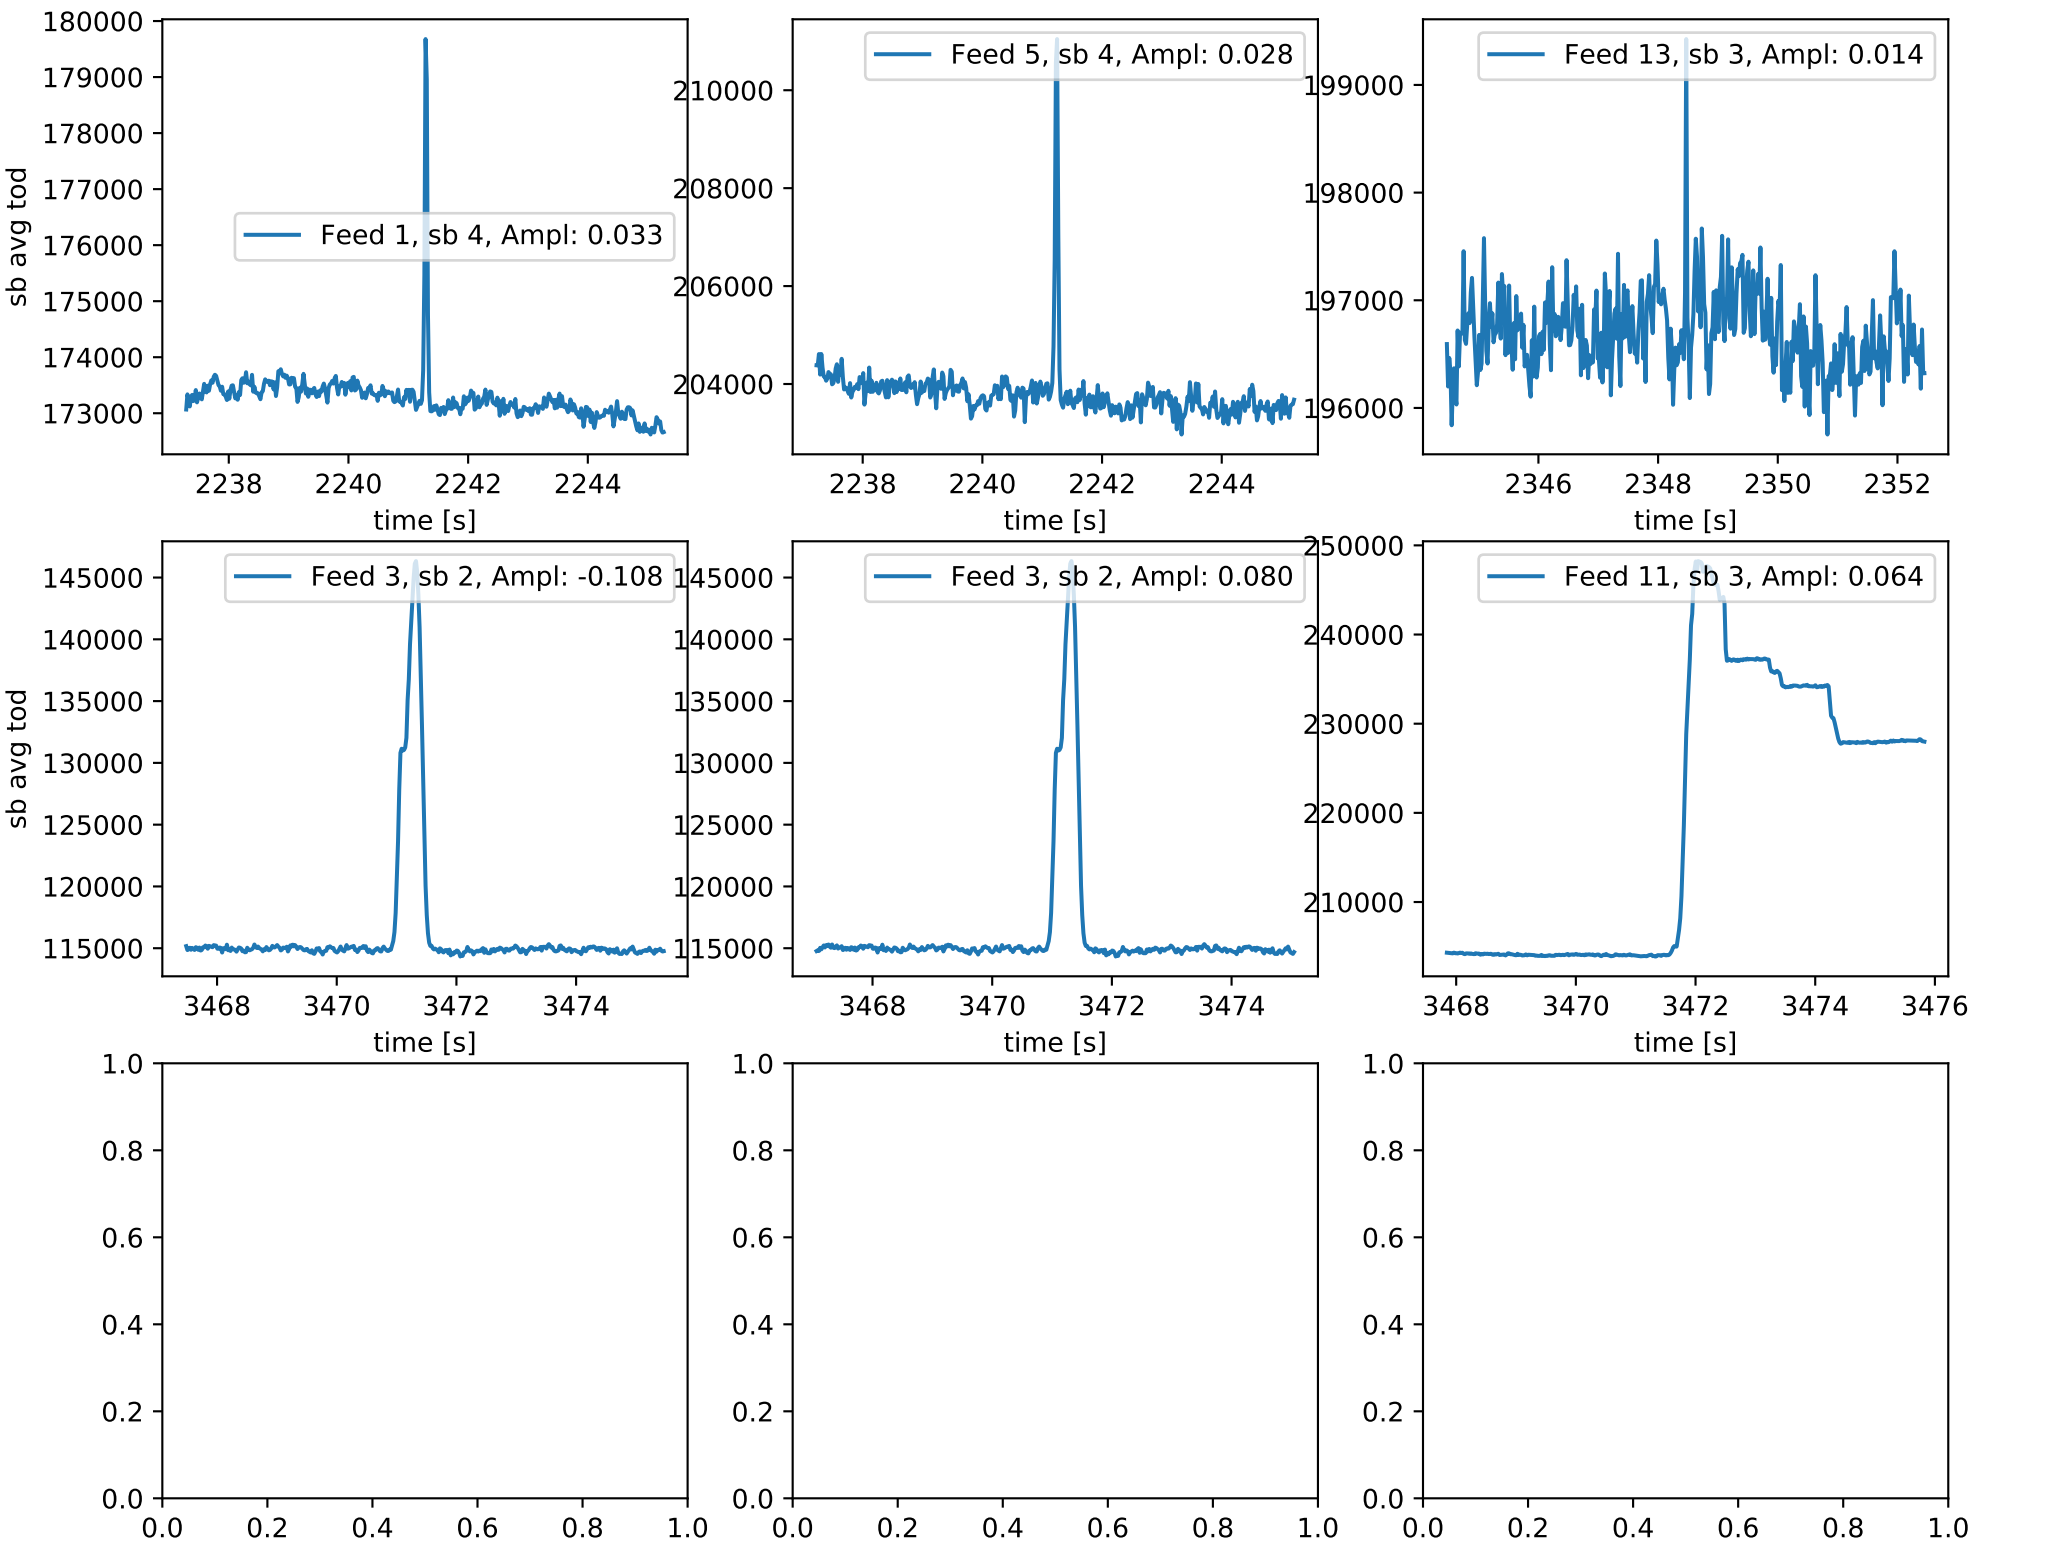 180000
179000
178000
177000
176000
175000
174000
173000
sb avg tod
Feed 1, sb 4, Ampl: 0.033
2238 2240 2242 2244
time [s]
210000
208000
206000
204000
Feed 5, sb 4, Ampl: 0.028
2238 2240 2242 2244
time [s]
199000
198000
197000
196000
Feed 13, sb 3, Ampl: 0.014
2346 2348 2350 2352
time [s]
145000
140000
135000
130000
125000
120000
115000
sb avg tod
Feed 3, sb 2, Ampl: -0.108
3468 3470 3472 3474
time [s]
145000
140000
135000
130000
125000
120000
115000
Feed 3, sb 2, Ampl: 0.080
3468 3470 3472 3474
time [s]
250000
240000
230000
220000
210000
Feed 11, sb 3, Ampl: 0.064
3468 3470 3472 3474 3476
time [s]
1.0
0.8
0.6
0.4
0.2
0.0
0.0 0.2 0.4 0.6 0.8 1.0
1.0
0.8
0.6
0.4
0.2
0.0
0.0 0.2 0.4 0.6 0.8 1.0
1.0
0.8
0.6
0.4
0.2
0.0
0.0 0.2 0.4 0.6 0.8 1.0